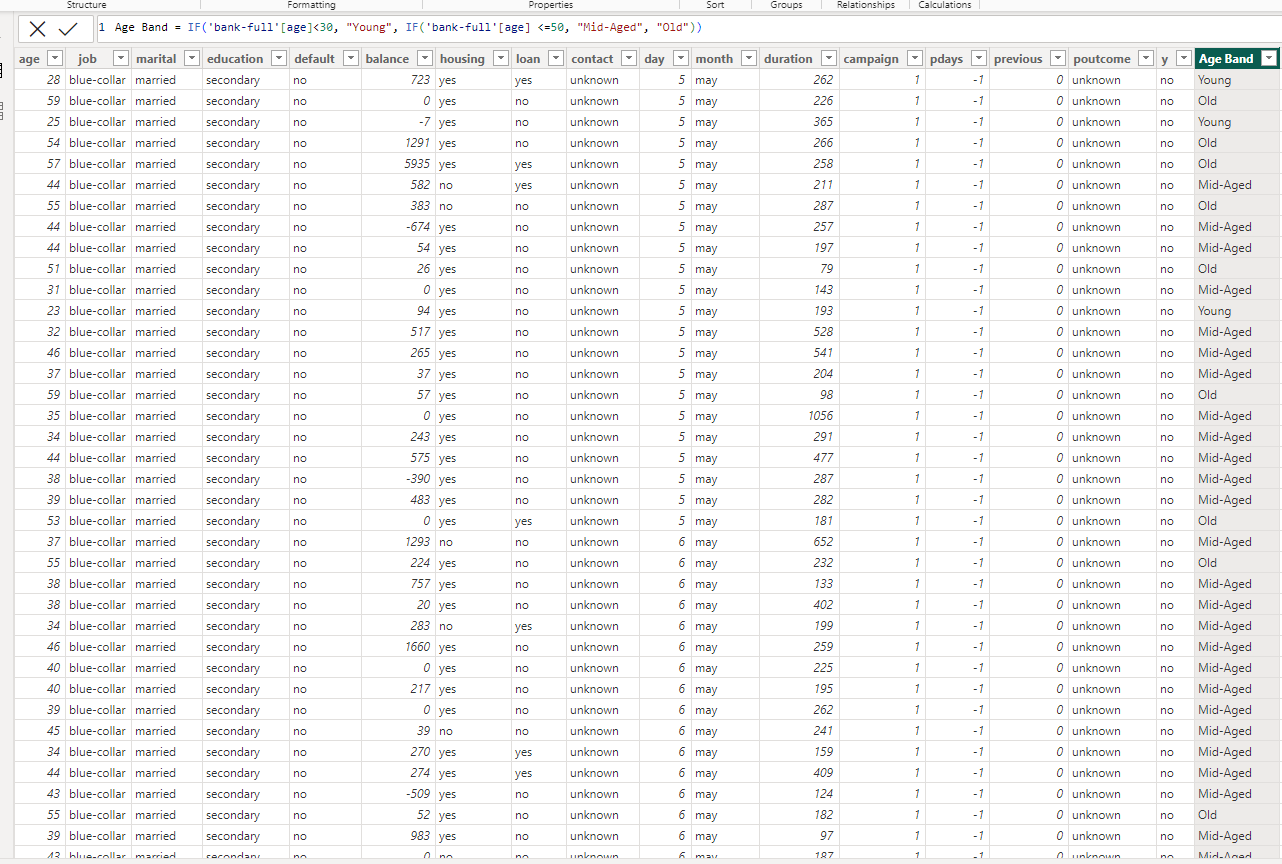 Structure Formatting Properties Sort Groups Relationships Calculations
1 Age Band = IF('bank-full'[age]<30, "Young", IF('bank-full'[age] <=50, "Mid-Aged", "Old"))
age job marital education default balance housing loan contact day month duration campaign pdays previous poutcome y Age Band
28 blue-collar married secondary no 723 yes yes unknown 5 may 262 1 -1 0 unknown no Young
59 blue-collar married secondary no 0 yes no unknown 5 may 226 1 -1 0 unknown no Old
25 blue-collar married secondary no -7 yes no unknown 5 may 365 1 -1 0 unknown no Young
54 blue-collar married secondary no 1291 yes no unknown 5 may 266 1 -1 0 unknown no Old
57 blue-collar married secondary no 5935 yes yes unknown 5 may 258 1 -1 0 unknown no Old
44 blue-collar married secondary no 582 no yes unknown 5 may 211 1 -1 0 unknown no Mid-Aged
55 blue-collar married secondary no 383 no no unknown 5 may 287 1 -1 0 unknown no Old
44 blue-collar married secondary no -674 yes no unknown 5 may 257 1 -1 0 unknown no Mid-Aged
44 blue-collar married secondary no 54 yes no unknown 5 may 197 1 -1 0 unknown no Mid-Aged
51 blue-collar married secondary no 26 yes no unknown 5 may 79 1 -1 0 unknown no Old
31 blue-collar married secondary no 0 yes no unknown 5 may 143 1 -1 0 unknown no Mid-Aged
23 blue-collar married secondary no 94 yes no unknown 5 may 193 1 -1 0 unknown no Young
32 blue-collar married secondary no 517 yes no unknown 5 may 528 1 -1 0 unknown no Mid-Aged
46 blue-collar married secondary no 265 yes no unknown 5 may 541 1 -1 0 unknown no Mid-Aged
37 blue-collar married secondary no 37 yes no unknown 5 may 204 1 -1 0 unknown no Mid-Aged
59 blue-collar married secondary no 57 yes no unknown 5 may 98 1 -1 0 unknown no Old
35 blue-collar married secondary no 0 yes no unknown 5 may 1056 1 -1 0 unknown no Mid-Aged
34 blue-collar married secondary no 243 yes no unknown 5 may 291 1 -1 0 unknown no Mid-Aged
44 blue-collar married secondary no 575 yes no unknown 5 may 477 1 -1 0 unknown no Mid-Aged
38 blue-collar married secondary no -390 yes no unknown 5 may 287 1 -1 0 unknown no Mid-Aged
39 blue-collar married secondary no 483 yes no unknown 5 may 282 1 -1 0 unknown no Mid-Aged
53 blue-collar married secondary no 0 yes yes unknown 5 may 181 1 -1 0 unknown no Old
37 blue-collar married secondary no 1293 no no unknown 6 may 652 1 -1 0 unknown no Mid-Aged
55 blue-collar married secondary no 224 yes no unknown 6 may 232 1 -1 0 unknown no Old
38 blue-collar married secondary no 757 yes no unknown 6 may 133 1 -1 0 unknown no Mid-Aged
38 blue-collar married secondary no 20 yes no unknown 6 may 402 1 -1 0 unknown no Mid-Aged
34 blue-collar married secondary no 283 no yes unknown 6 may 199 1 -1 0 unknown no Mid-Aged
46 blue-collar married secondary no 1660 yes no unknown 6 may 259 1 -1 0 unknown no Mid-Aged
40 blue-collar married secondary no 0 yes no unknown 6 may 225 1 -1 0 unknown no Mid-Aged
40 blue-collar married secondary no 217 yes no unknown 6 may 195 1 -1 0 unknown no Mid-Aged
39 blue-collar married secondary no 0 yes no unknown 6 may 262 1 -1 0 unknown no Mid-Aged
45 blue-collar married secondary no 39 no no unknown 6 may 241 1 -1 0 unknown no Mid-Aged
34 blue-collar married secondary no 270 yes yes unknown 6 may 159 1 -1 0 unknown no Mid-Aged
44 blue-collar married secondary no 274 yes yes unknown 6 may 409 1 -1 0 unknown no Mid-Aged
43 blue-collar married secondary no -509 yes no unknown 6 may 124 1 -1 0 unknown no Mid-Aged
55 blue-collar married secondary no 52 yes no unknown 6 may 182 1 -1 0 unknown no Old
39 blue-collar married secondary no 983 yes no unknown 6 may 97 1 -1 0 unknown no Mid-Aged
43 blue-collar married secondary no 0 no no unknown 6 may 187 1 -1 0 unknown no Mid-Aged